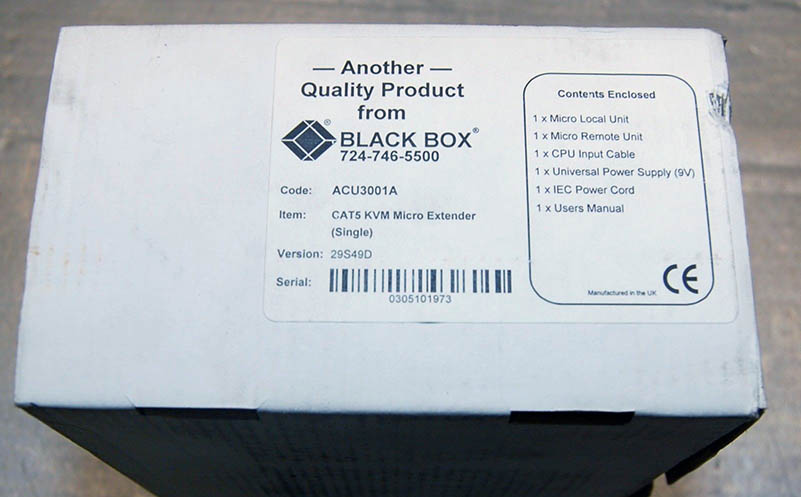 — Another —
Quality Product
from
BLACK BOX®
724-746-5500
Code: ACU3001A
Item: CAT5 KVM Micro Extender
(Single)
Version: 29S49D
Serial:
0305101973
Contents Enclosed
1 x Micro Local Unit
1 x Micro Remote Unit
1 x CPU Input Cable
1 x Universal Power Supply (9V)
1 x IEC Power Cord
1 x Users Manual
Manufactured in the UK
CE